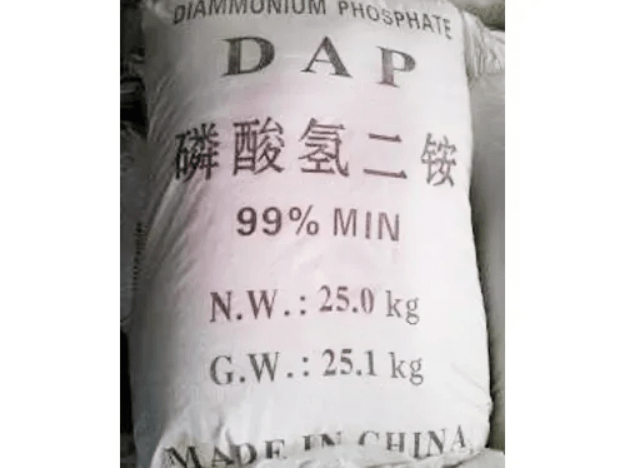 DIAMMONIUM PHOSPHATE
DAP
磷酸氢二铵
99% MIN
N.W.: 25.0 kg
G.W.: 25.1 kg
MADE IN CHINA